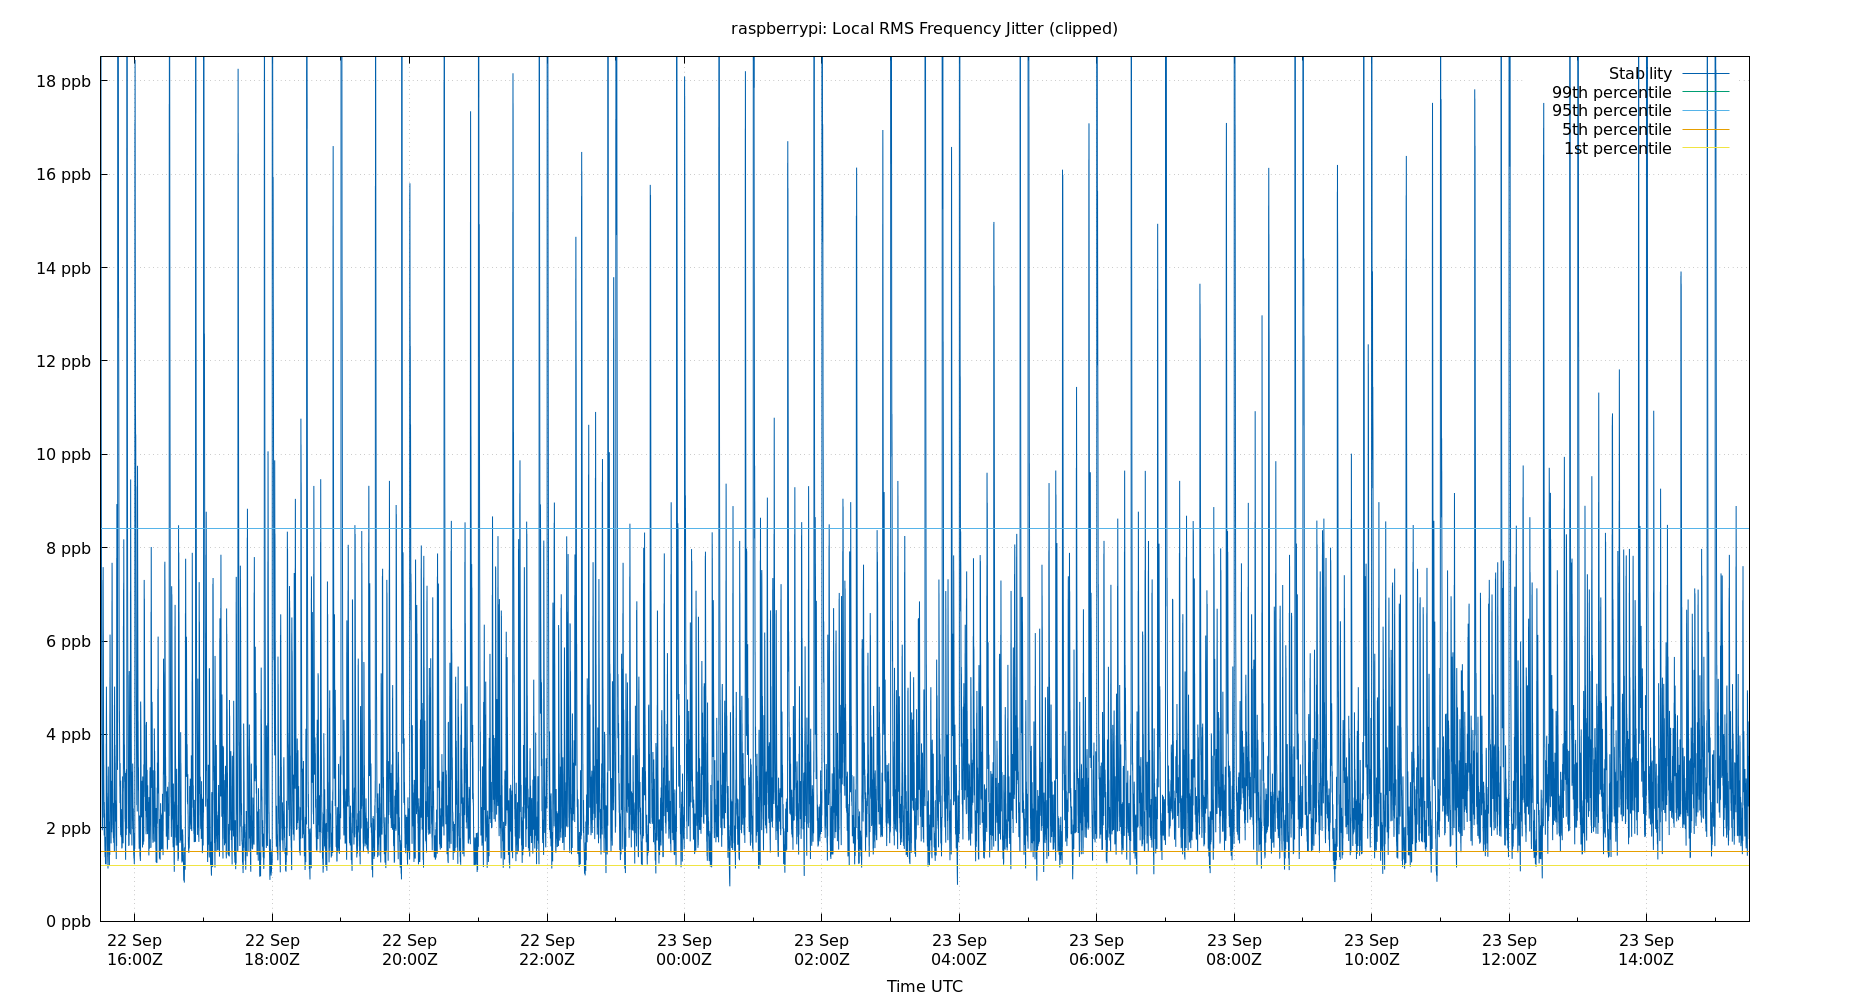 raspberrypi: Local RMS Frequency Jitter (clipped)
18 ppb
16 ppb
14 ppb
12 ppb
10 ppb
8 ppb
6 ppb
4 ppb
2 ppb
0 ppb
Stability
99th percentile
95th percentile
5th percentile
1st percentile
22 Sep 22 Sep 22 Sep 22 Sep 23 Sep 23 Sep 23 Sep 23 Sep 23 Sep 23 Sep 23 Sep 23 Sep
16:00Z 18:00Z 20:00Z 22:00Z 00:00Z 02:00Z 04:00Z 06:00Z 08:00Z 10:00Z 12:00Z 14:00Z
Time UTC